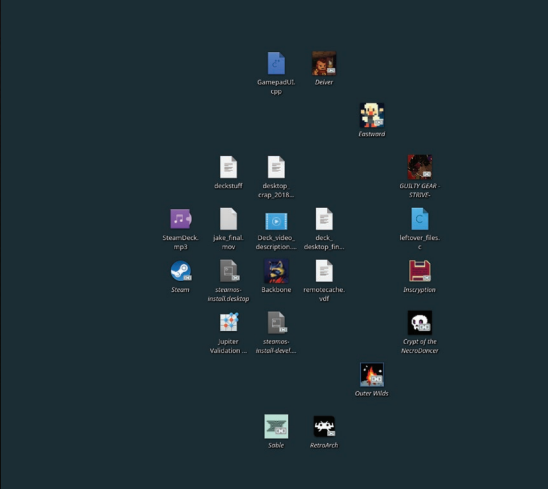 GamepadUI.
cpp
Deiver
Eastward
deckstuff
desktop_
crap_2018...
GUILTY GEAR -
STRIVE-
SteamDeck.
mp3
jake_final.
mov
Deck_video_
description....
deck_
desktop_fin...
leftover_files.
c
Steam
steamos-
install.desktop
Backbone
remotecache.
vdf
Inscryption
Jupiter
Validation ...
steamos-
install-devel...
Crypt of the
NecroDancer
Outer Wilds
Sable
RetroArch